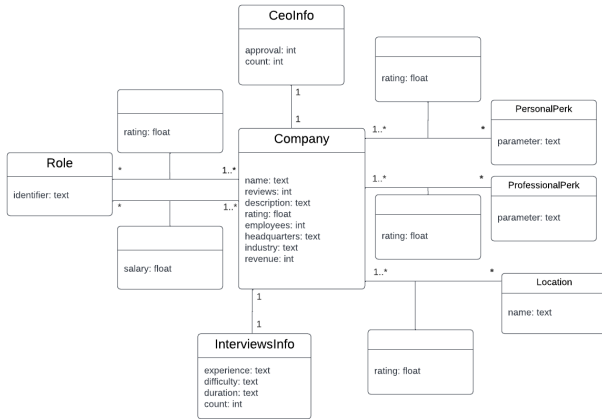 CeoInfo
approval: int
count: int
1
1
rating: float
rating: float
PersonalPerk
parameter: text
1..*
*
Role
identifier: text
*
1..*
*
1..*
Company
name: text
reviews: int
description: text
rating: float
employees: int
headquarters: text
industry: text
revenue: int
1..*
*
ProfessionalPerk
parameter: text
rating: float
salary: float
1..*
*
Location
name: text
1
1
InterviewsInfo
experience: text
difficulty: text
duration: text
count: int
rating: float